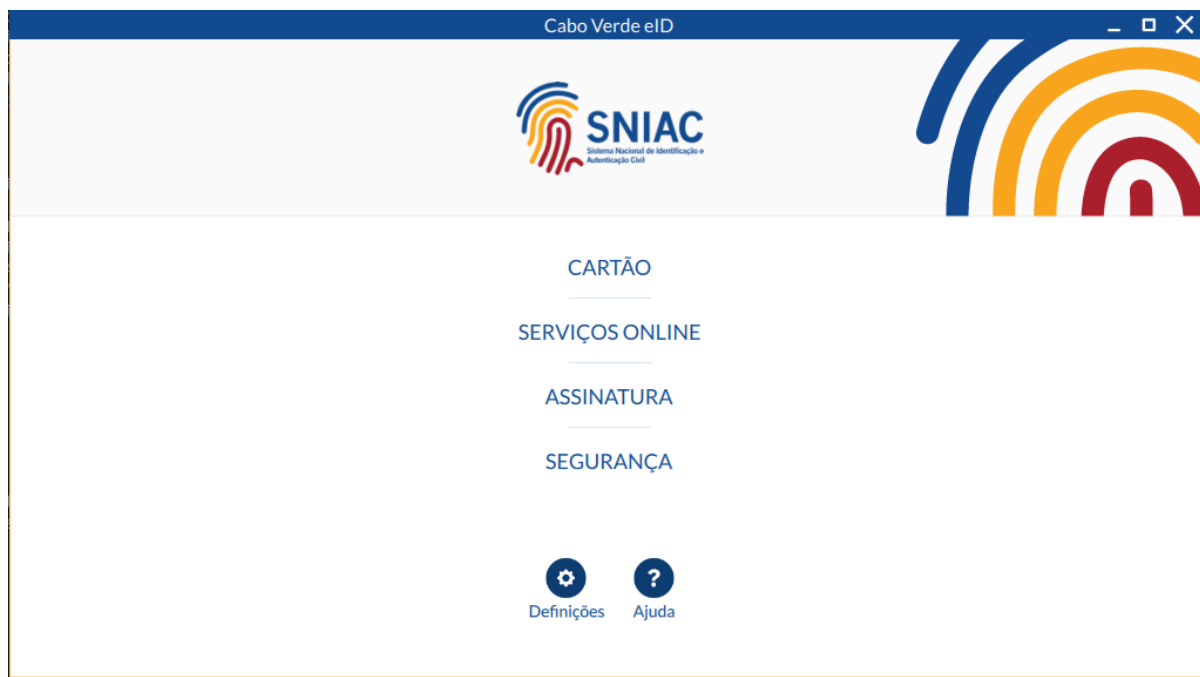 Cabo Verde eID
SNIAC
Sistema Nacional de Identificação e
Autenticação Civil
CARTÃO
SERVIÇOS ONLINE
ASSINATURA
SEGURANÇA
Definições
Ajuda